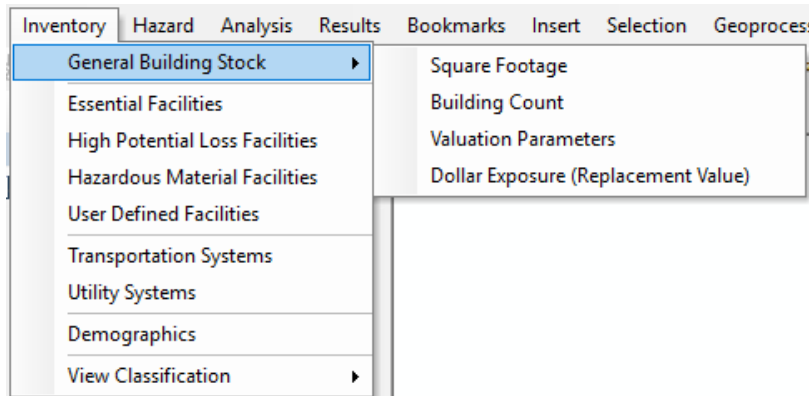 Inventory Hazard Analysis Results Bookmarks Insert Selection Geoprocess
General Building Stock
Essential Facilities
High Potential Loss Facilities
Hazardous Material Facilities
User Defined Facilities
Transportation Systems
Utility Systems
Demographics
View Classification
Square Footage
Building Count
Valuation Parameters
Dollar Exposure (Replacement Value)